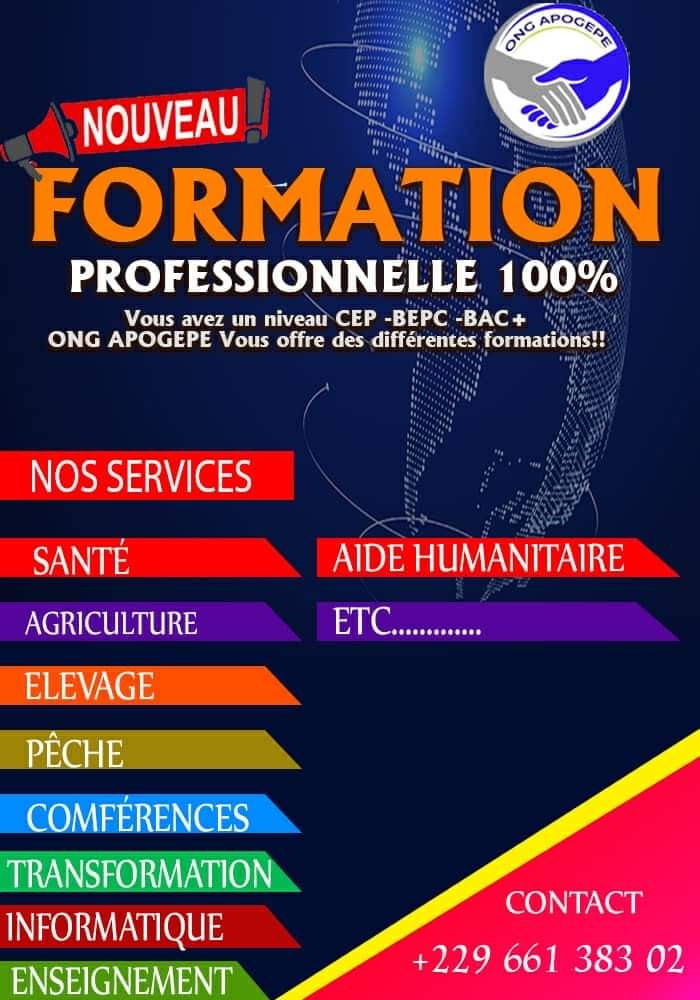 ONG APOGEPE
NOUVEAU!
FORMATION
PROFESSIONNELLE 100%
Vous avez un niveau CEP -BEPC -BAC+
ONG APOGEPE Vous offre des différentes formations!!
NOS SERVICES
SANTÉ
AGRICULTURE
ELEVAGE
PÊCHE
COMFÉRENCES
TRANSFORMATION
INFORMATIQUE
ENSEIGNEMENT
AIDE HUMANITAIRE
ETC.............
CONTACT
+229 661 383 02